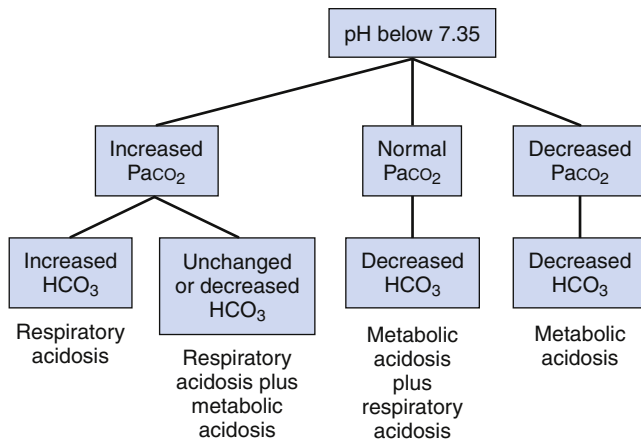 pH below 7.35
Increased
PaCO₂
Normal
PaCO₂
Decreased
PaCO₂
Increased
HCO₃
Unchanged
or decreased
HCO₃
Decreased
HCO₃
Decreased
HCO₃
Respiratory
acidosis
Respiratory
acidosis plus
metabolic
acidosis
Metabolic
acidosis
plus
respiratory
acidosis
Metabolic
acidosis